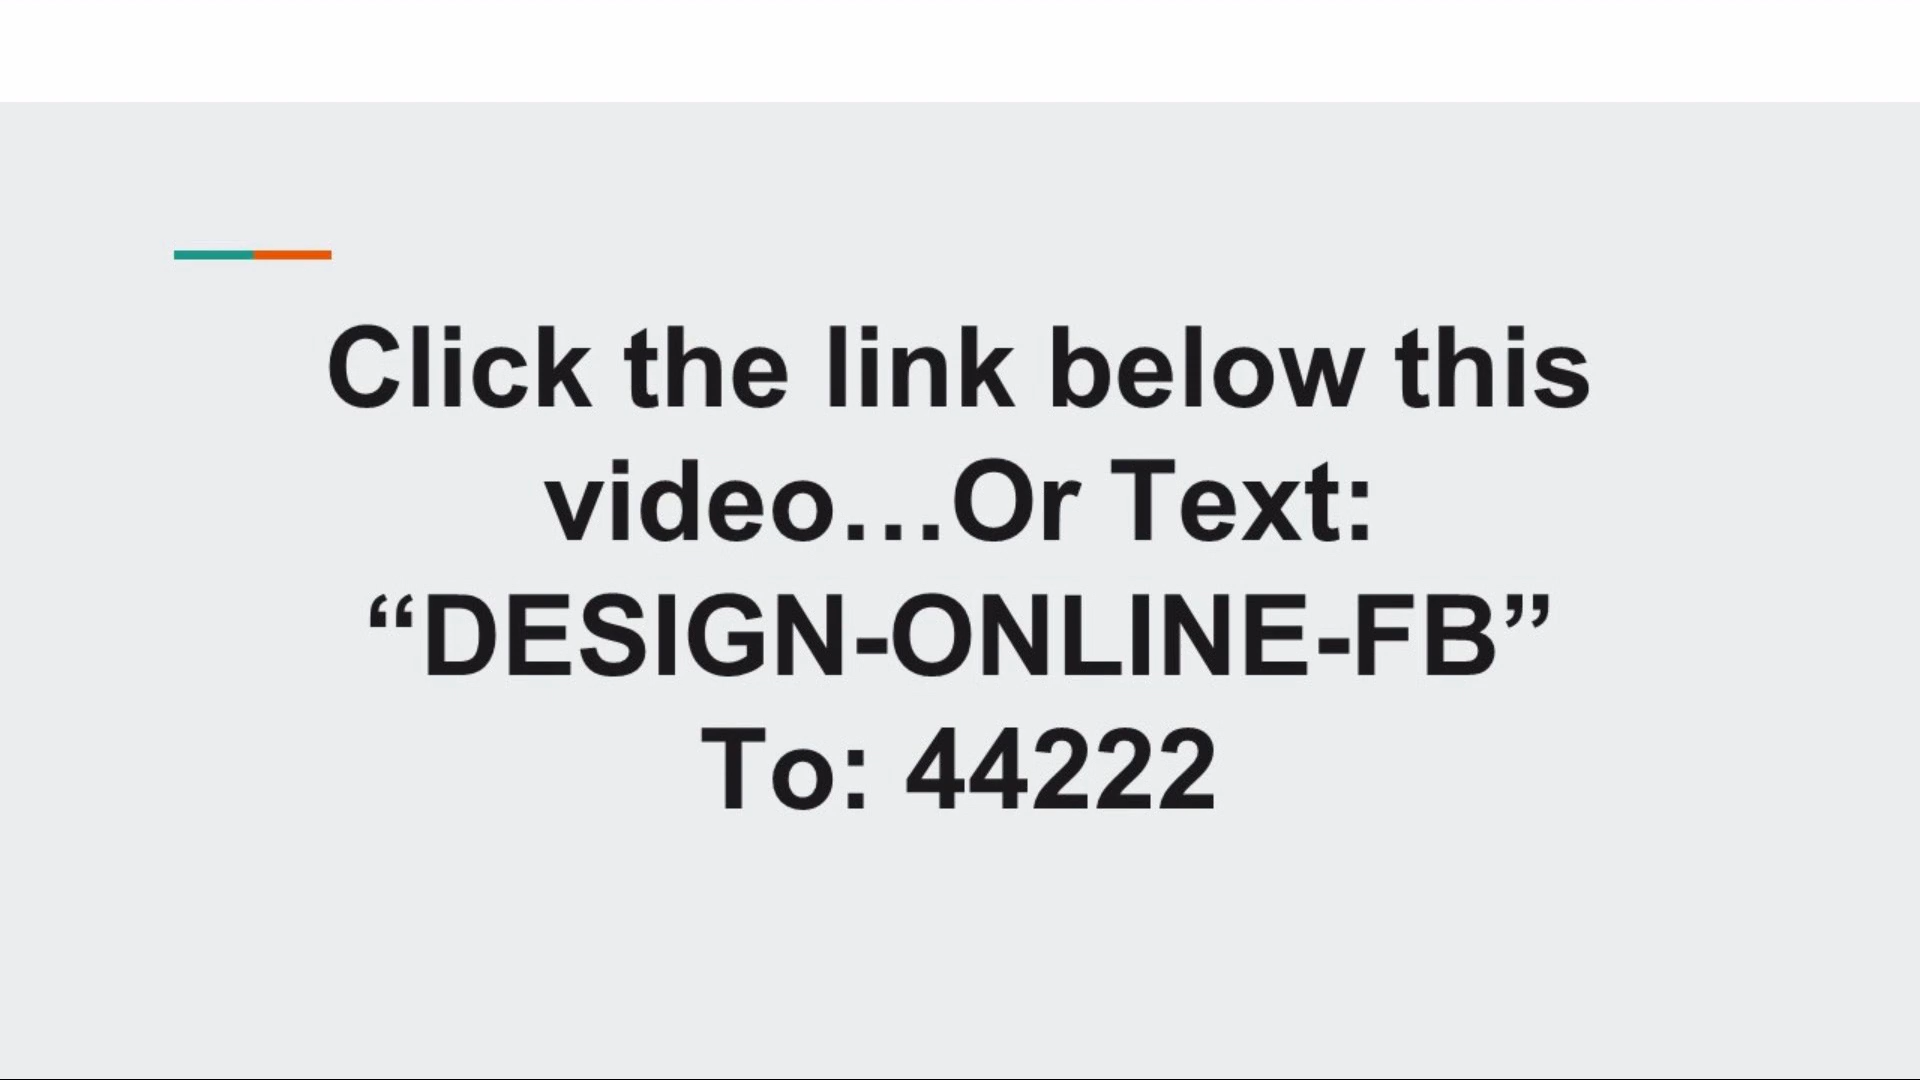 Click the link below this
video…Or Text:
“DESIGN-ONLINE-FB”
To: 44222